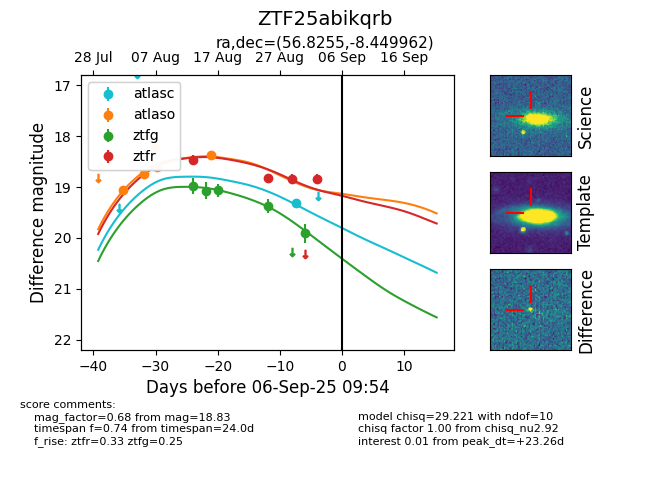 ZTF25abikqrb
ra,dec=(56.8255,-8.449962)
28 Jul 07 Aug 17 Aug 27 Aug 06 Sep 16 Sep
17
18
19
20
21
22
Difference magnitude
atlasc
atlaso
ztfg
ztfr
−40 −30 −20 −10 0 10
Days before 06-Sep-25 09:54
Science
Template
Difference
score comments:
mag_factor=0.68 from mag=18.83
timespan f=0.74 from timespan=24.0d
f_rise: ztfr=0.33 ztfg=0.25
model chisq=29.221 with ndof=10
chisq factor 1.00 from chisq_nu2.92
interest 0.01 from peak_dt=+23.26d